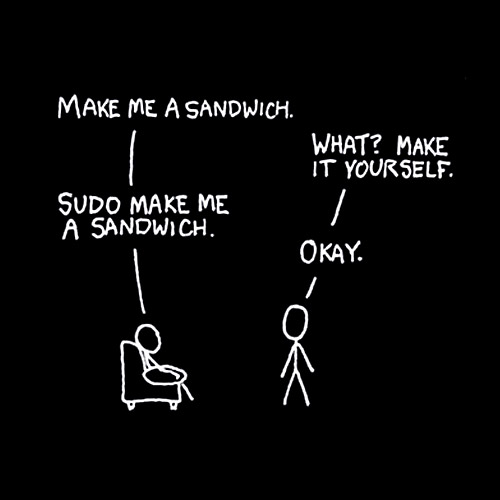 MAKE ME A SANDWICH.
WHAT? MAKE
IT YOURSELF.
SUDO MAKE ME
A SANDWICH.
OKAY.